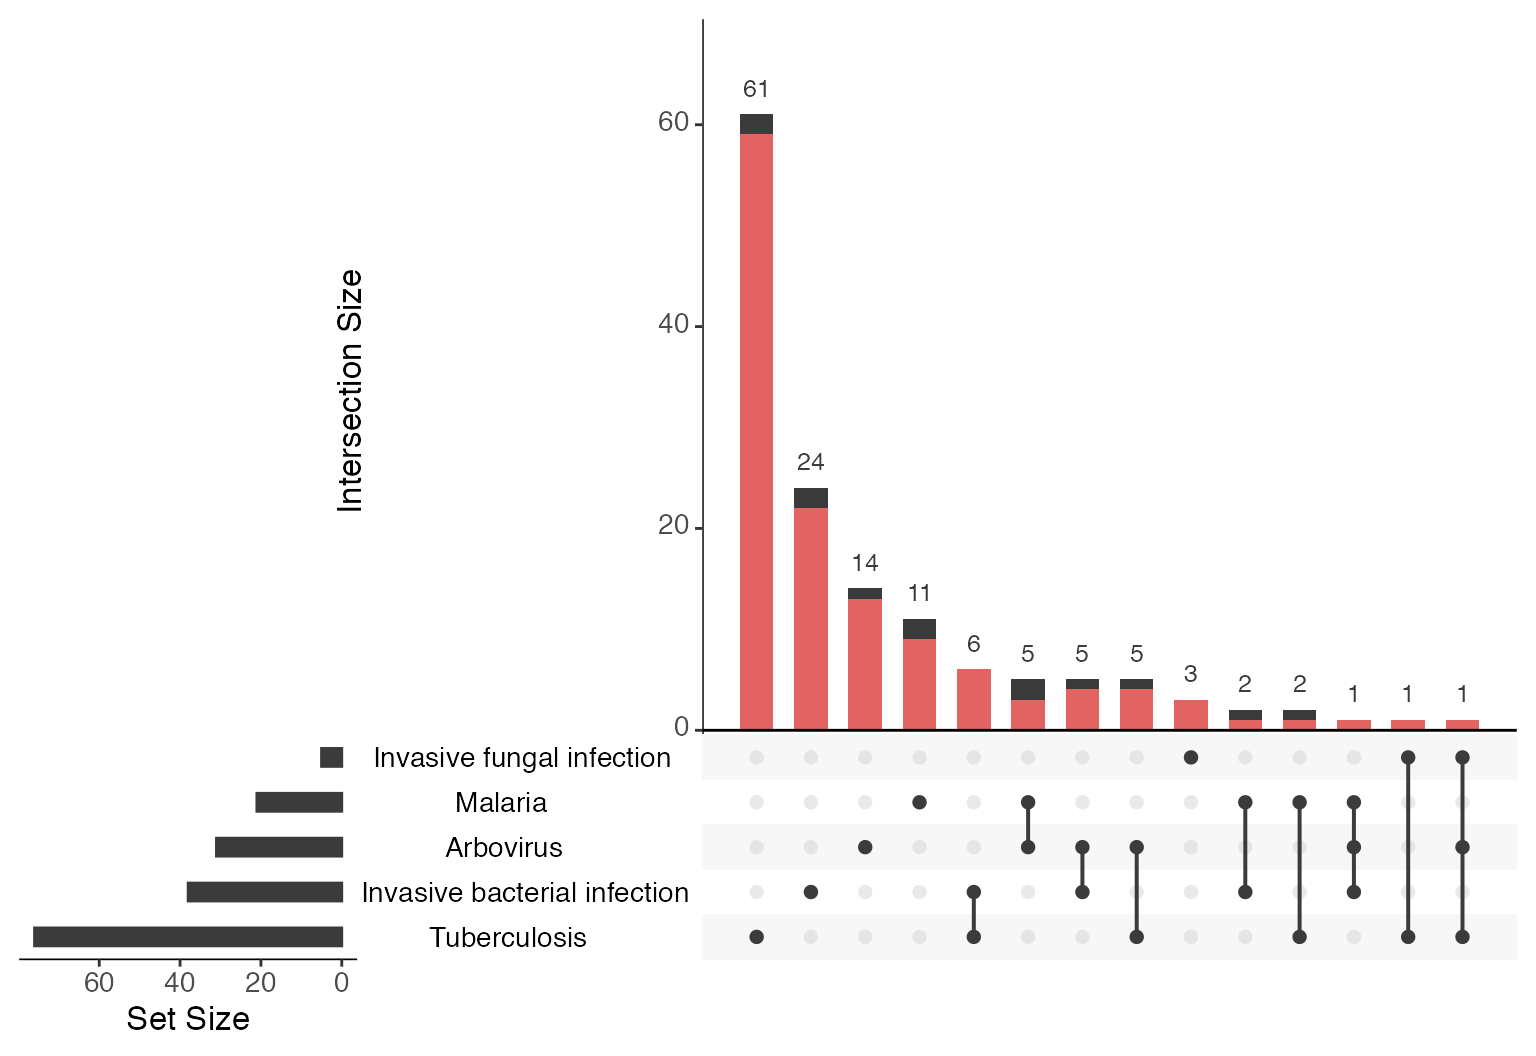 61
60
24
14
11
6
5
5
5
3
2
2
1
1
1
40
20
0
Intersection Size
Invasive fungal infection
Malaria
Arbovirus
Invasive bacterial infection
Tuberculosis
60 40 20 0
Set Size